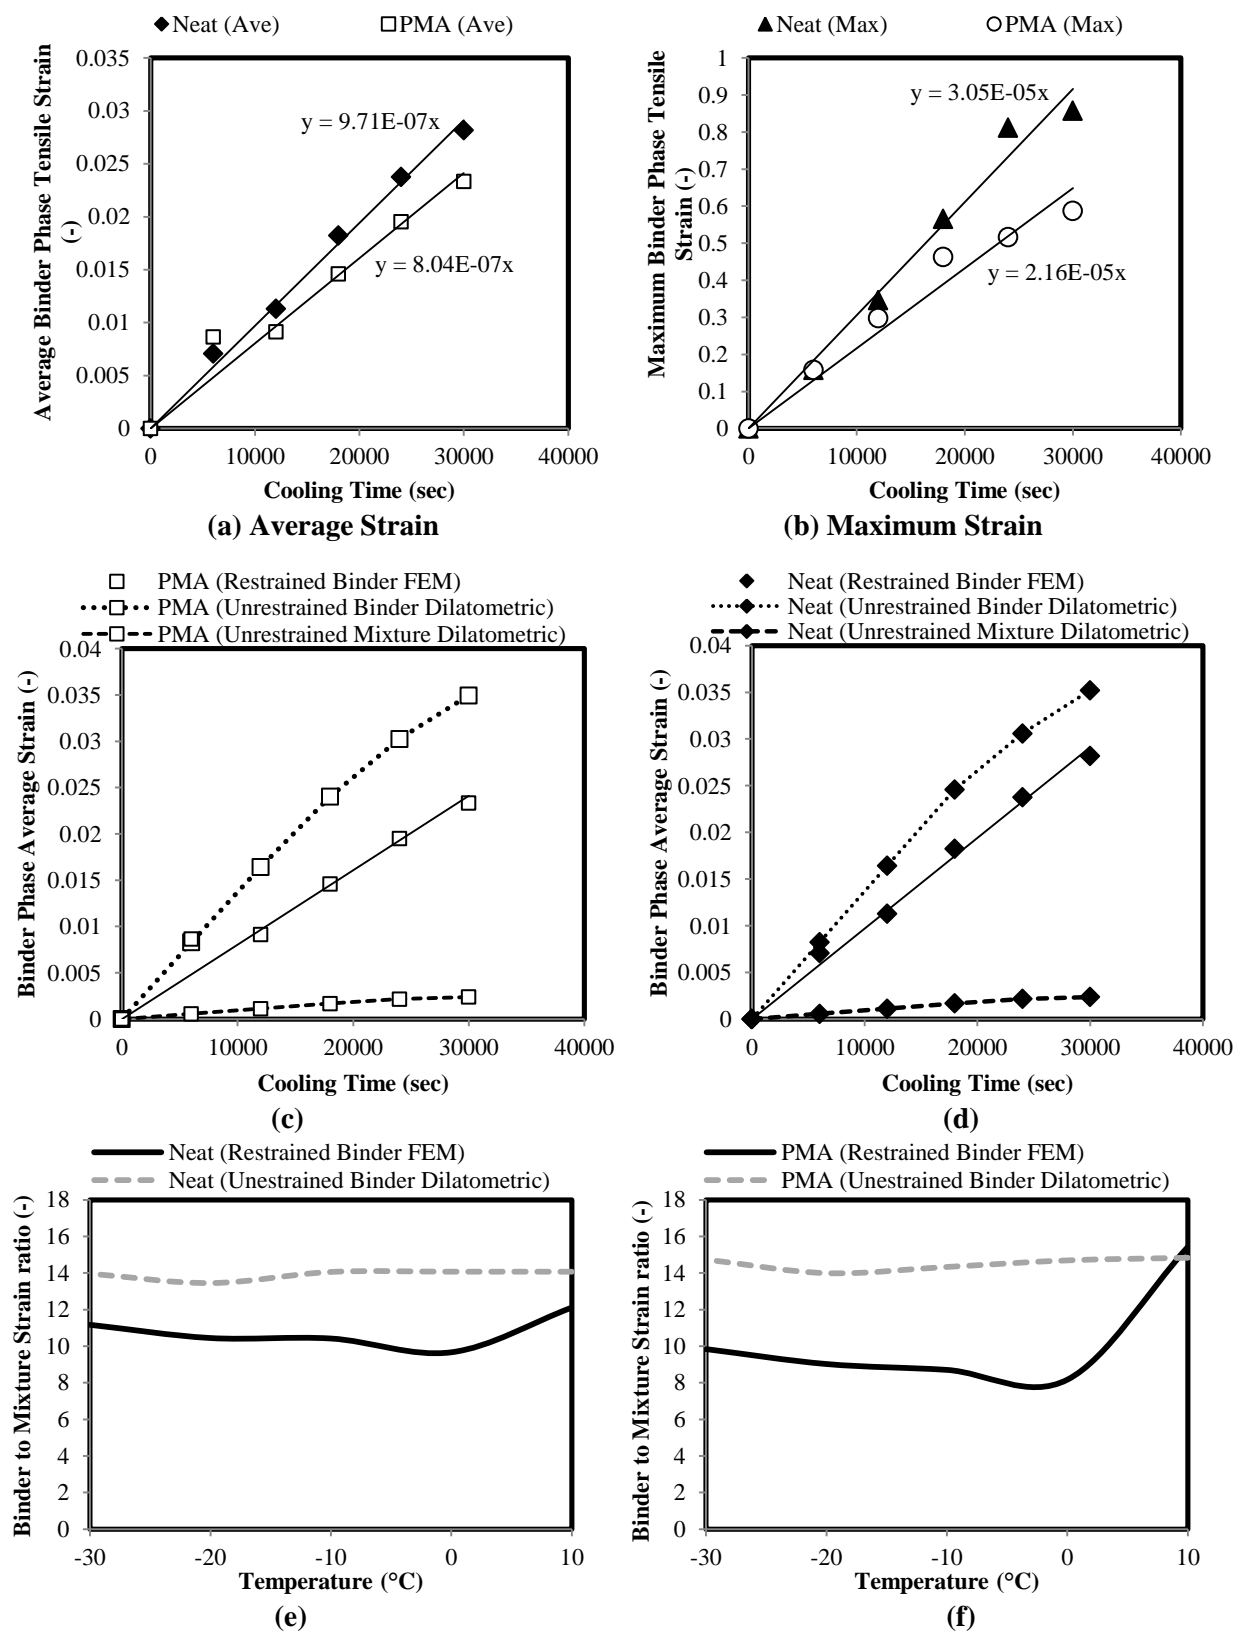 Neat (Ave) PMA (Ave)
Average Binder Phase Tensile Strain
(-)
0.035
0.03
0.025
0.02
0.015
0.01
0.005
0
y = 9.71E-07x
y = 8.04E-07x
0 10000 20000 30000 40000
Cooling Time (sec)
(a) Average Strain
Neat (Max) PMA (Max)
Maximum Binder Phase Tensile
Strain (-)
1
0.9
0.8
0.7
0.6
0.5
0.4
0.3
0.2
0.1
0
y = 3.05E-05x
y = 2.16E-05x
0 10000 20000 30000 40000
Cooling Time (sec)
(b) Maximum Strain
PMA (Restrained Binder FEM)
PMA (Unrestrained Binder Dilatometric)
PMA (Unrestrained Mixture Dilatometric)
Binder Phase Average Strain (-)
0.04
0.035
0.03
0.025
0.02
0.015
0.01
0.005
0
0 10000 20000 30000 40000
Cooling Time (sec)
(c)
Neat (Restrained Binder FEM)
Neat (Unrestrained Binder Dilatometric)
Neat (Unrestrained Mixture Dilatometric)
Binder Phase Average Strain (-)
0.04
0.035
0.03
0.025
0.02
0.015
0.01
0.005
0
0 10000 20000 30000 40000
Cooling Time (sec)
(d)
Neat (Restrained Binder FEM)
Neat (Unestrained Binder Dilatometric)
Binder to Mixture Strain ratio (-)
18
16
14
12
10
8
6
4
2
0
-30 -20 -10 0 10
Temperature (°C)
(e)
PMA (Restrained Binder FEM)
PMA (Unestrained Binder Dilatometric)
Binder to Mixture Strain ratio (-)
18
16
14
12
10
8
6
4
2
0
-30 -20 -10 0 10
Temperature (°C)
(f)